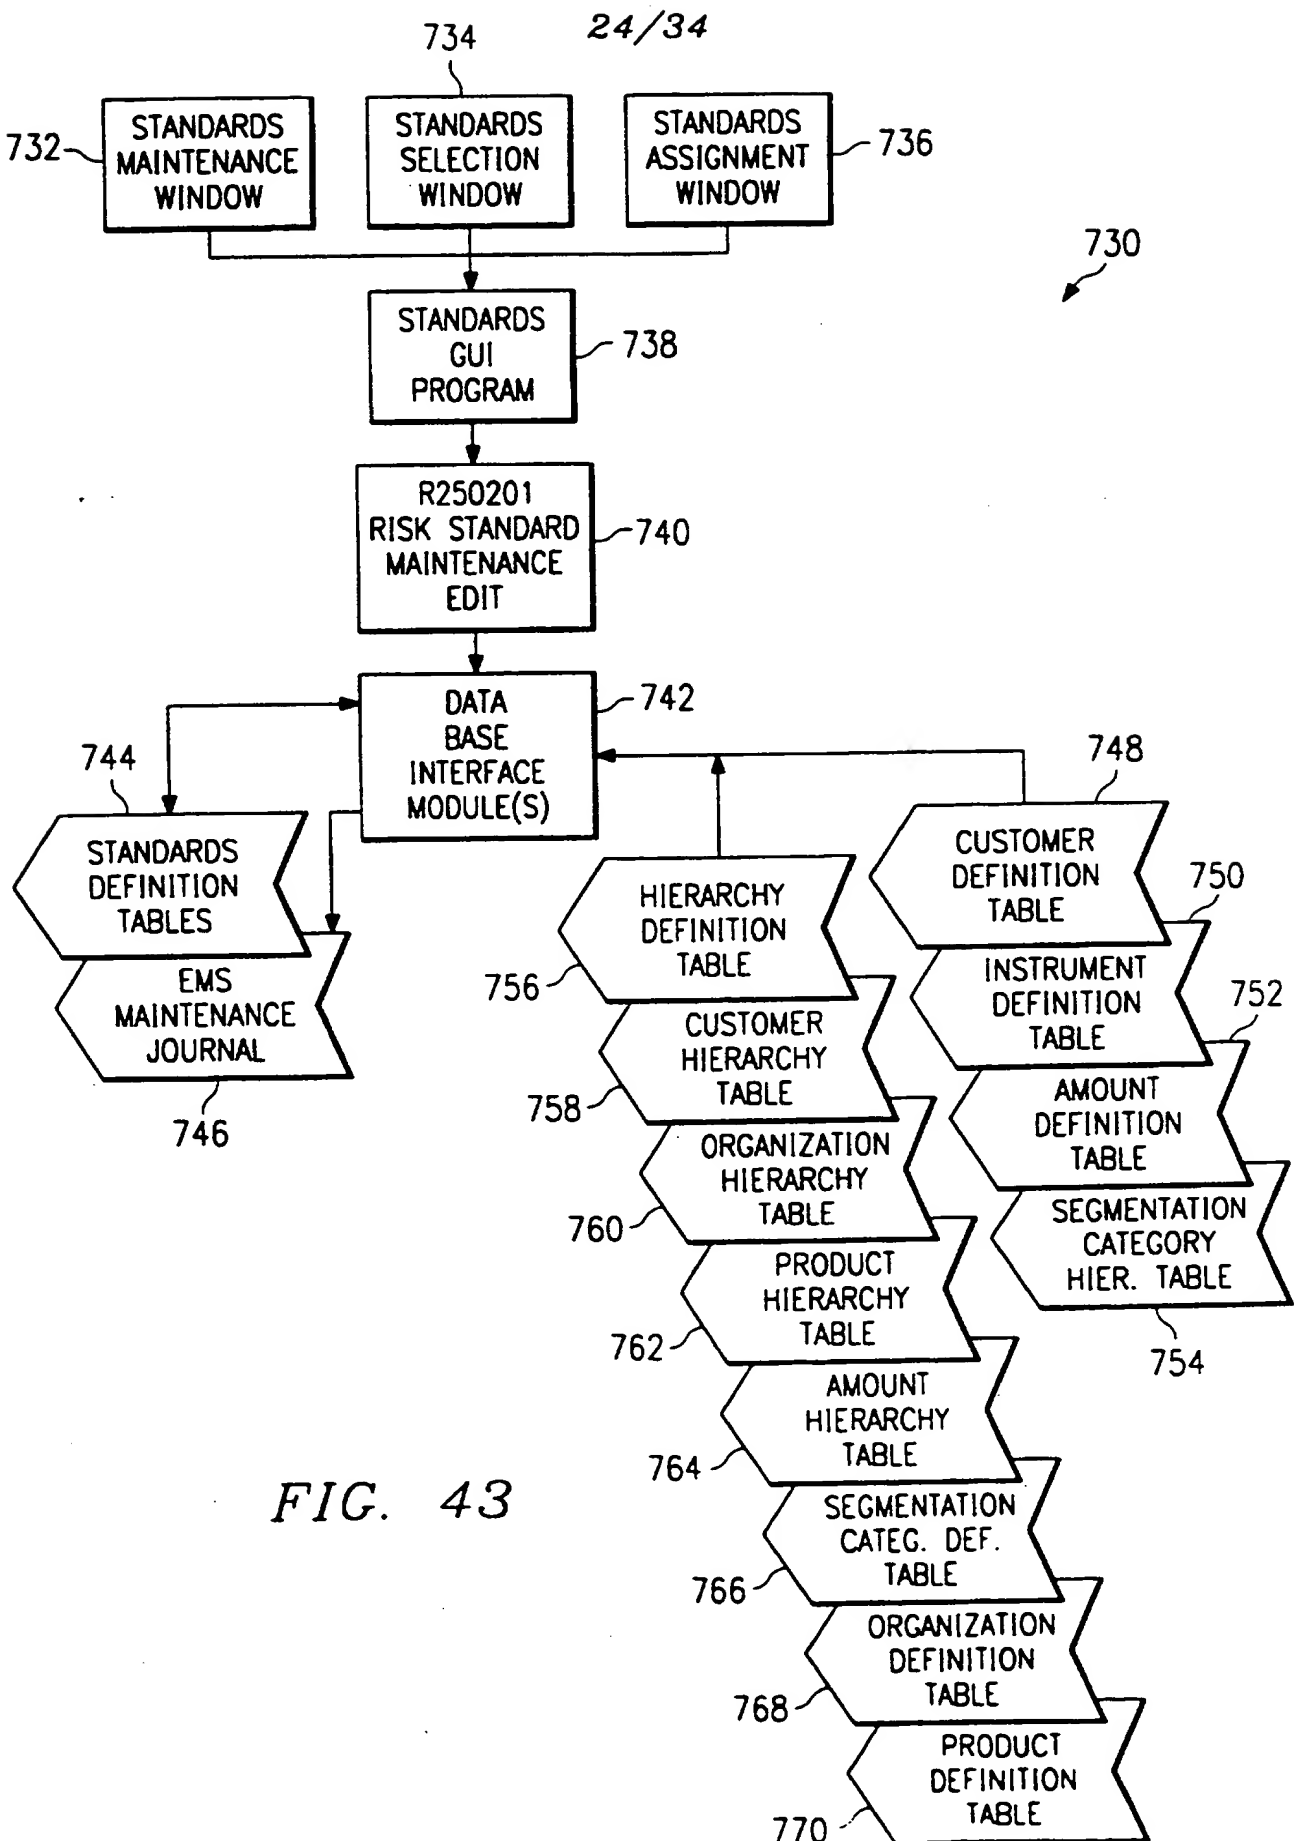 24/34
734
STANDARDS
MAINTENANCE
WINDOW
732
STANDARDS
SELECTION
WINDOW
STANDARDS
ASSIGNMENT
WINDOW
736
730
STANDARDS
GUI
PROGRAM
738
R250201
RISK STANDARD
MAINTENANCE
EDIT
740
DATA
BASE
INTERFACE
MODULE(S)
742
744
STANDARDS
DEFINITION
TABLES
EMS
MAINTENANCE
JOURNAL
746
748
CUSTOMER
DEFINITION
TABLE
750
INSTRUMENT
DEFINITION
TABLE
752
AMOUNT
DEFINITION
TABLE
SEGMENTATION
CATEGORY
HIER. TABLE
754
HIERARCHY
DEFINITION
TABLE
756
CUSTOMER
HIERARCHY
TABLE
758
ORGANIZATION
HIERARCHY
TABLE
760
PRODUCT
HIERARCHY
TABLE
762
AMOUNT
HIERARCHY
TABLE
764
SEGMENTATION
CATEG. DEF.
TABLE
766
ORGANIZATION
DEFINITION
TABLE
768
PRODUCT
DEFINITION
TABLE
770
FIG. 43